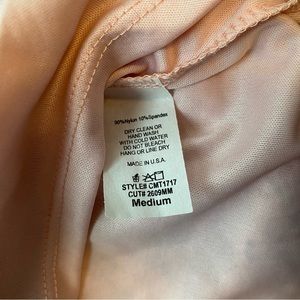 90%Nylon 10%Spandex
DRY CLEAN OR
HAND WASH
WITH COLD WATER
DO NOT BLEACH
HANG OR LINE DRY
MADE IN U.S.A.
STYLE# CMT1717
CUT# 2609MM
Medium